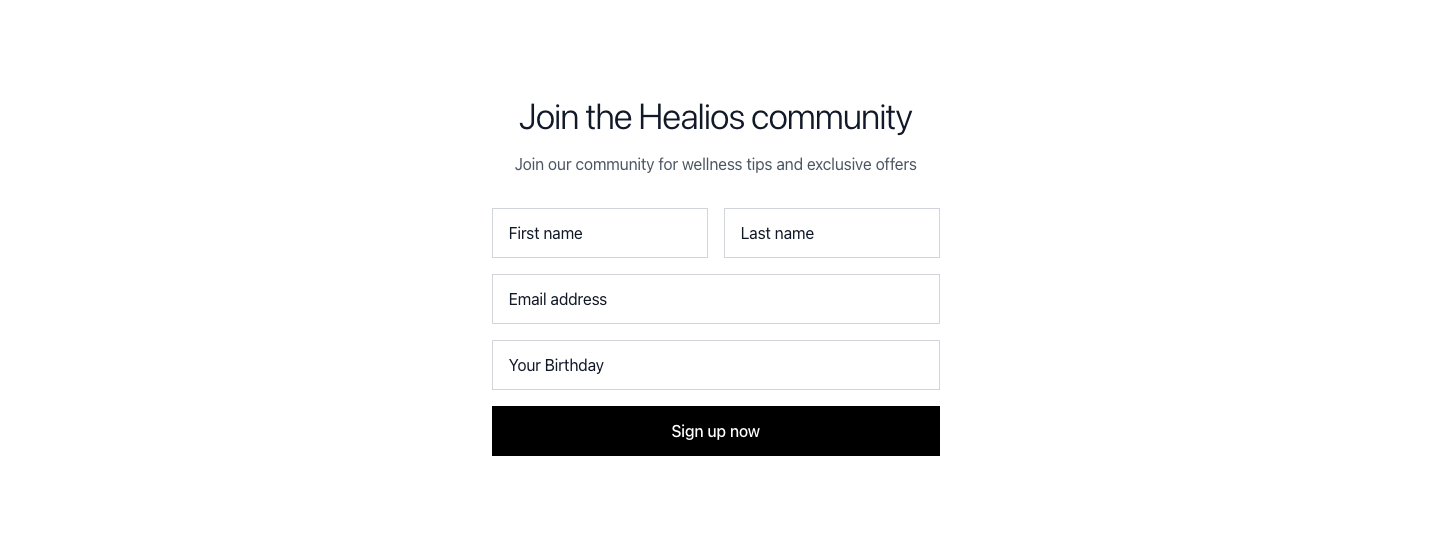 Join the Healios community
Join our community for wellness tips and exclusive offers
First name
Last name
Email address
Your Birthday
Sign up now